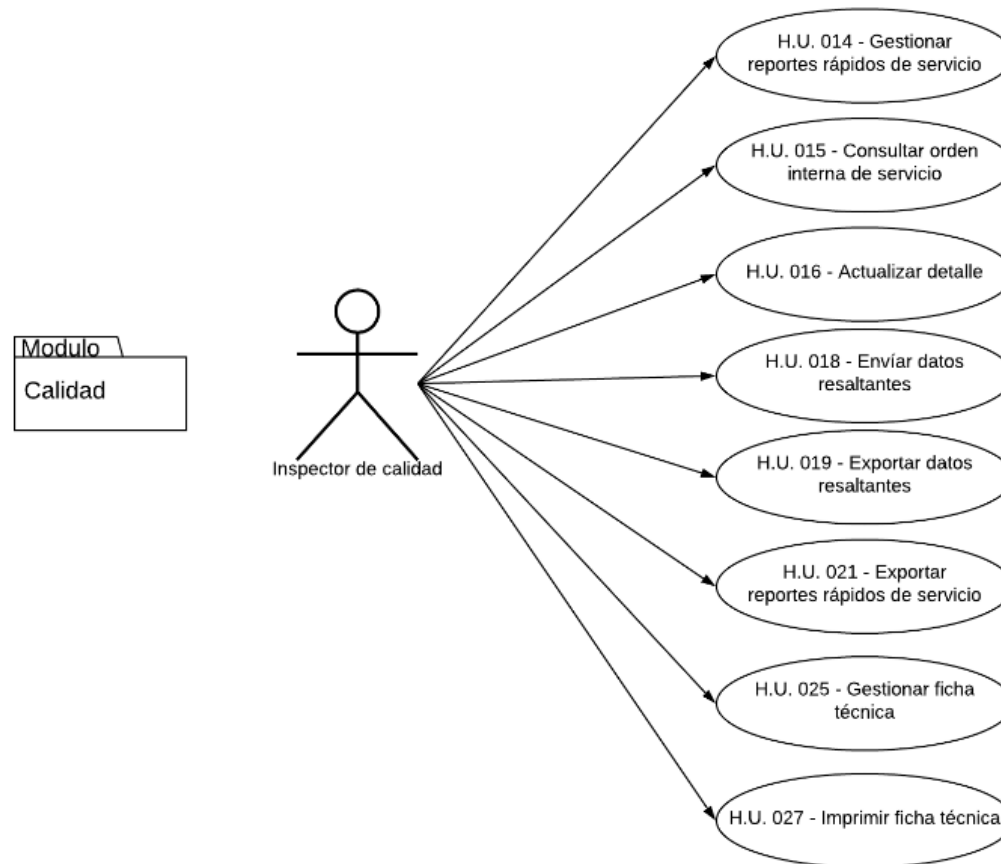 H.U. 014 - Gestionar
reportes rápidos de servicio
H.U. 015 - Consultar orden
interna de servicio
H.U. 016 - Actualizar detalle
Modulo
Calidad
H.U. 018 - Envíar datos
resaltantes
Inspector de calidad
H.U. 019 - Exportar datos
resaltantes
H.U. 021 - Exportar
reportes rápidos de servicio
H.U. 025 - Gestionar ficha
técnica
H.U. 027 - Imprimir ficha técnica